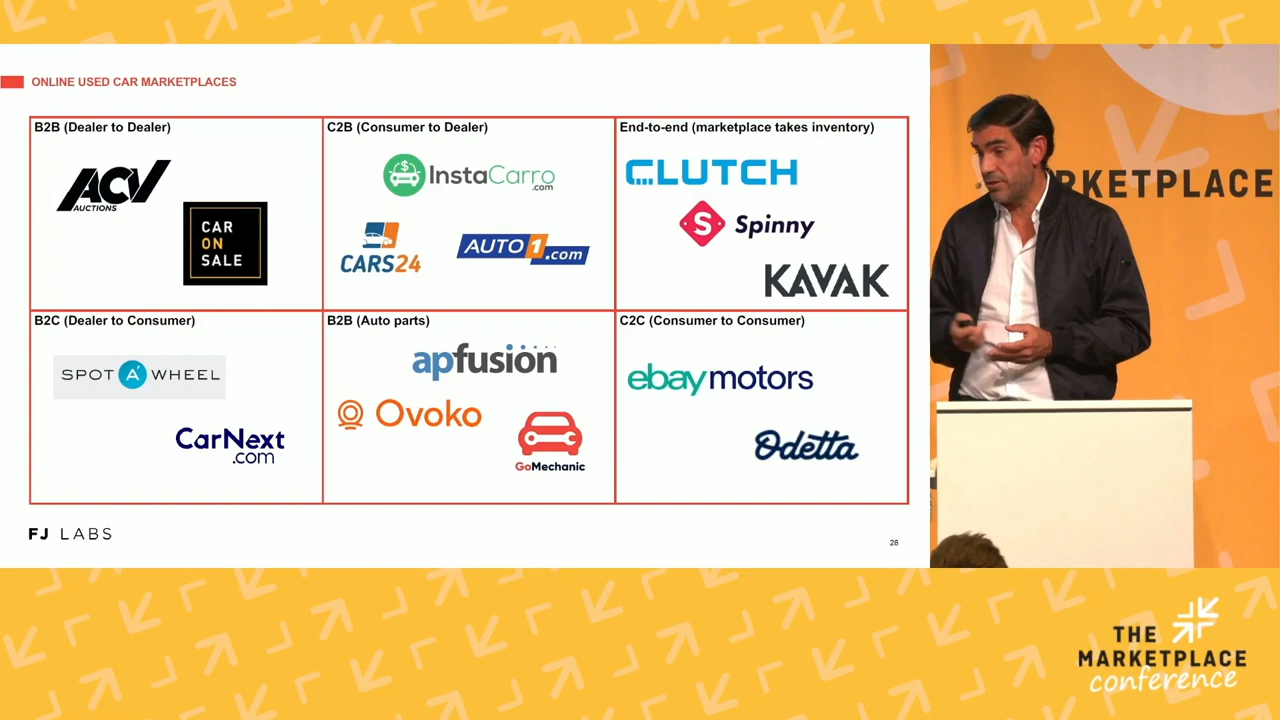 ONLINE USED CAR MARKETPLACES
B2B (Dealer to Dealer)
ACV
AUCTIONS
CAR
ON
SALE
C2B (Consumer to Dealer)
InstaCarro
.com
CARS24
AUTO1.com
End-to-end (marketplace takes inventory)
CLUTCH
S Spinny
KAVAK
B2C (Dealer to Consumer)
SPOT A' WHEEL
CarNext
.com
B2B (Auto parts)
apfusion
Ovoko
GoMechanic
C2C (Consumer to Consumer)
ebay motors
Odetta
FJ LABS
28
RKETPLACE
THE
MARKETPLACE
conference